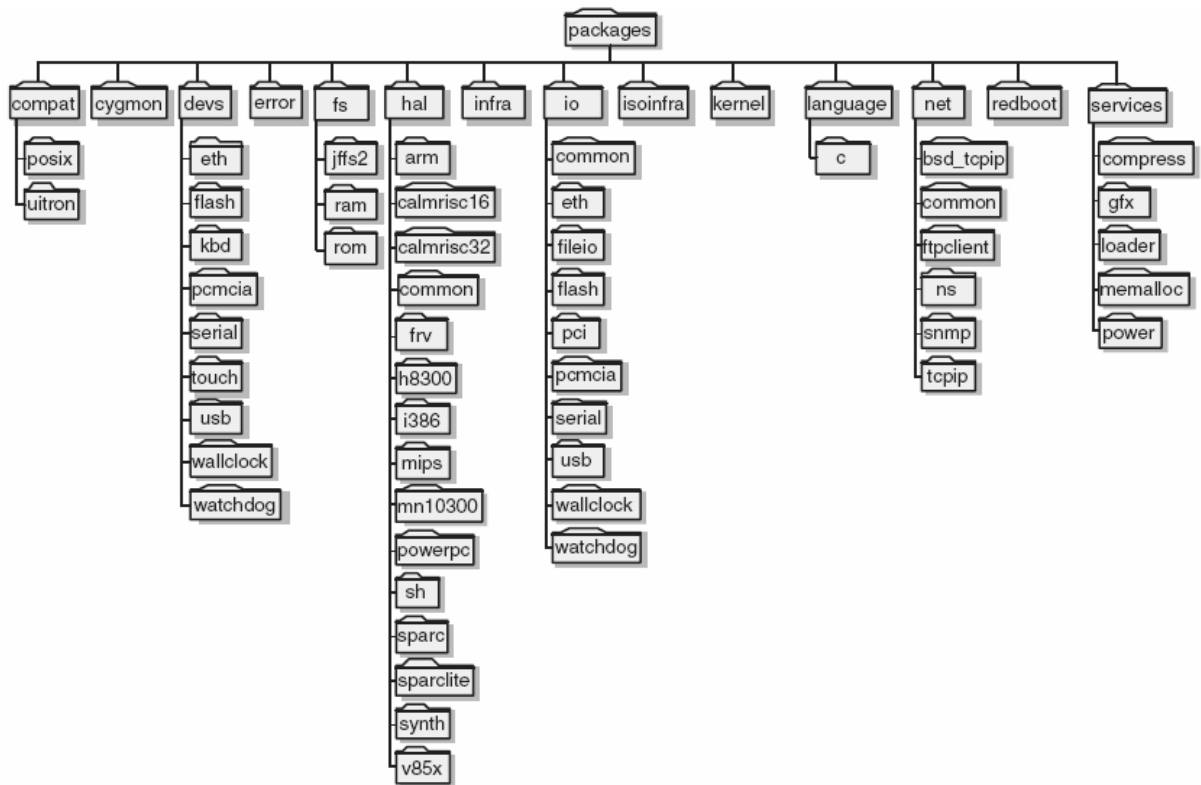 packages
compat cygmon devs error fs hal infra io isoinfra kernel language net redboot services
posix eth jffs2 arm common c bsd_tcpip compress
uitron flash ram calmrisc16 eth common gfx
kbd rom calmrisc32 fileio ftpclient loader
pcmcia common flash ns memalloc
serial frv pci snmp power
touch h8300 pcmcia tcpip
usb i386 serial
wallclock mips usb
watchdog mn10300 wallclock
powerpc watchdog
sh
sparc
sparclite
synth
v85x